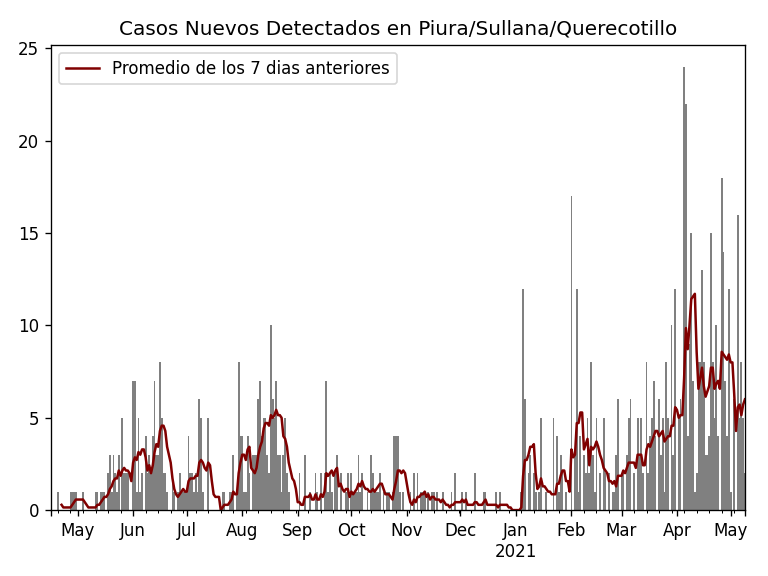 Casos Nuevos Detectados en Piura/Sullana/Querecotillo
Promedio de los 7 dias anteriores
25
20
15
10
5
0
May Jun Jul Aug Sep Oct Nov Dec Jan Feb Mar Apr May
2021